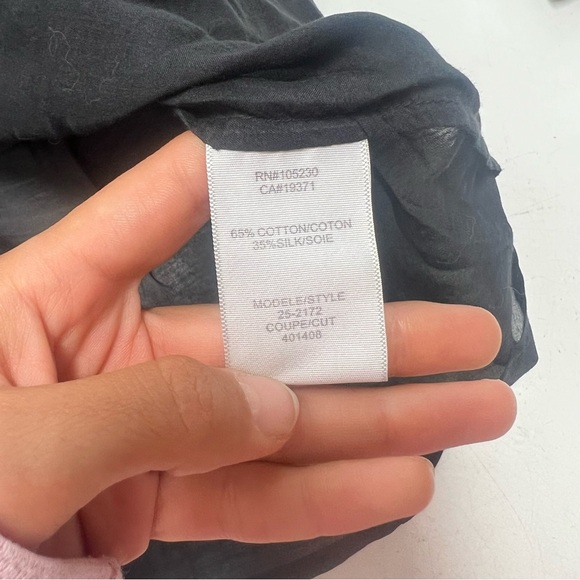 RN#105230
CA#19371
65% COTTON/COTON
35%SILK/SOIE
MODELE/STYLE
25-2172
COUPE/CUT
401408